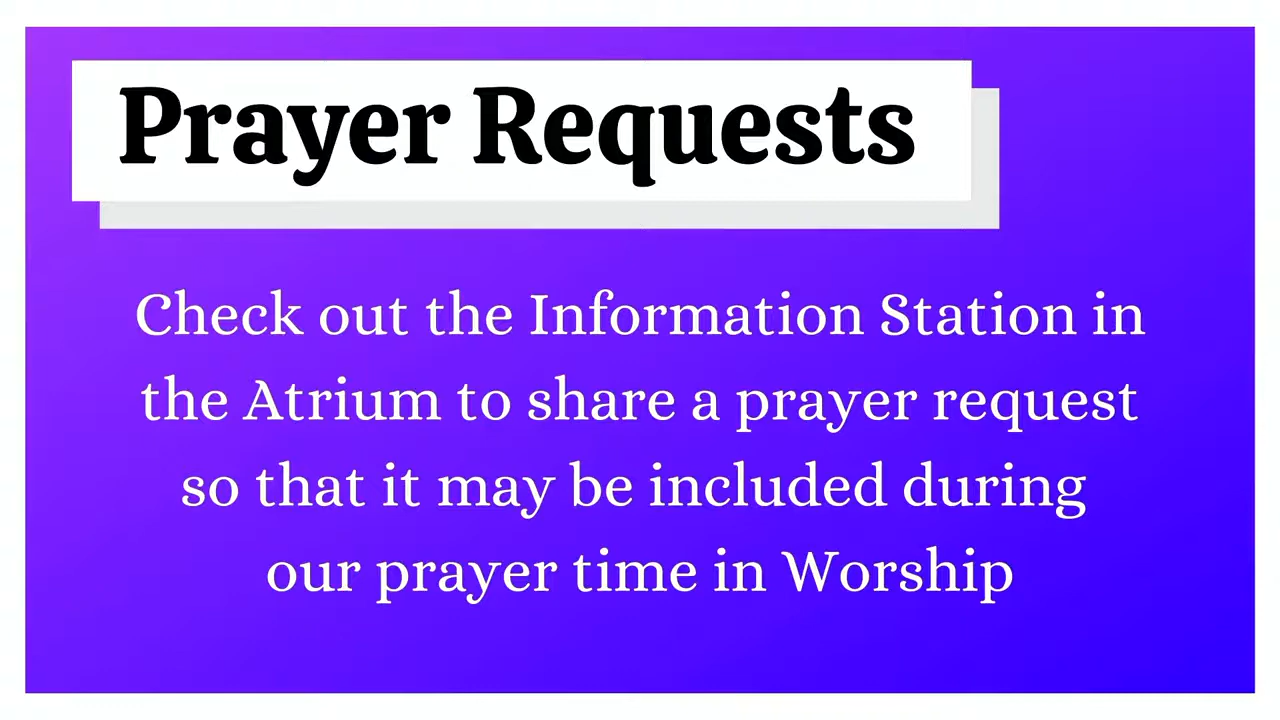 Prayer Requests
Check out the Information Station in
the Atrium to share a prayer request
so that it may be included during
our prayer time in Worship